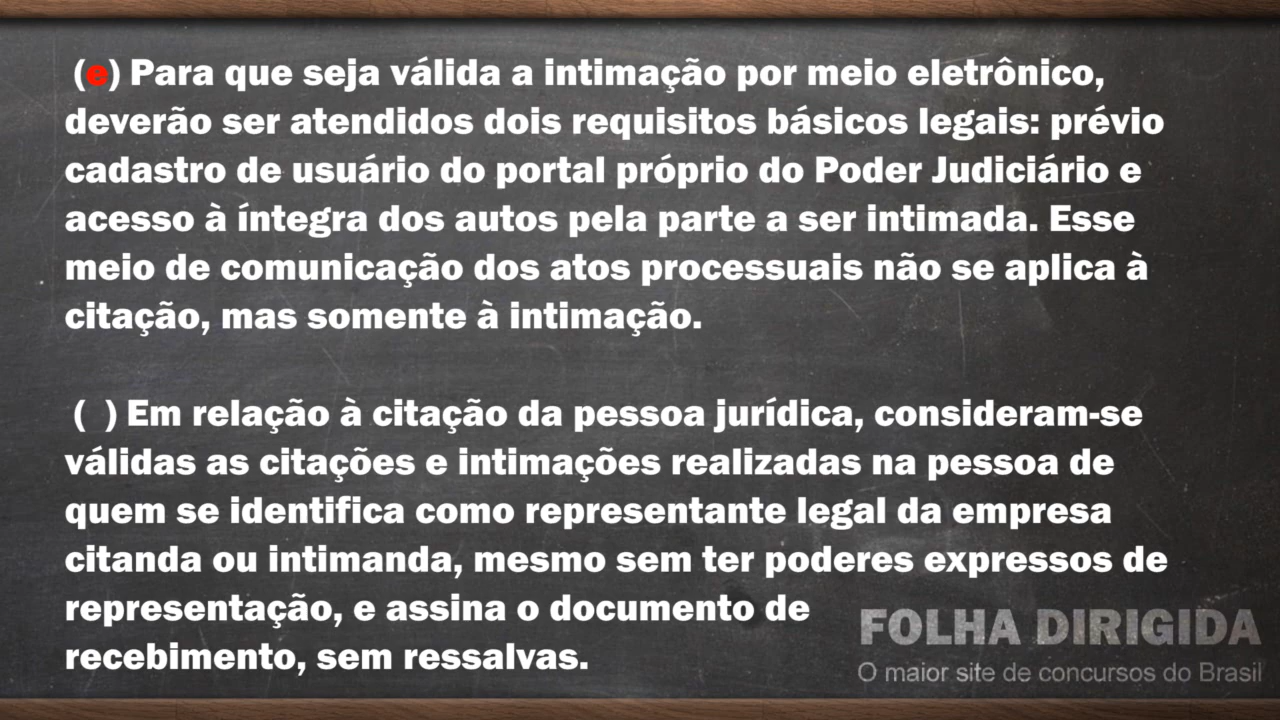 (e) Para que seja válida a intimação por meio eletrônico,
deverão ser atendidos dois requisitos básicos legais: prévio
cadastro de usuário do portal próprio do Poder Judiciário e
acesso à íntegra dos autos pela parte a ser intimada. Esse
meio de comunicação dos atos processuais não se aplica à
citação, mas somente à intimação.
( ) Em relação à citação da pessoa jurídica, consideram-se
válidas as citações e intimações realizadas na pessoa de
quem se identifica como representante legal da empresa
citanda ou intimanda, mesmo sem ter poderes expressos de
representação, e assina o documento de
recebimento, sem ressalvas.
FOLHA DIRIGIDA
O maior site de concursos do Brasil